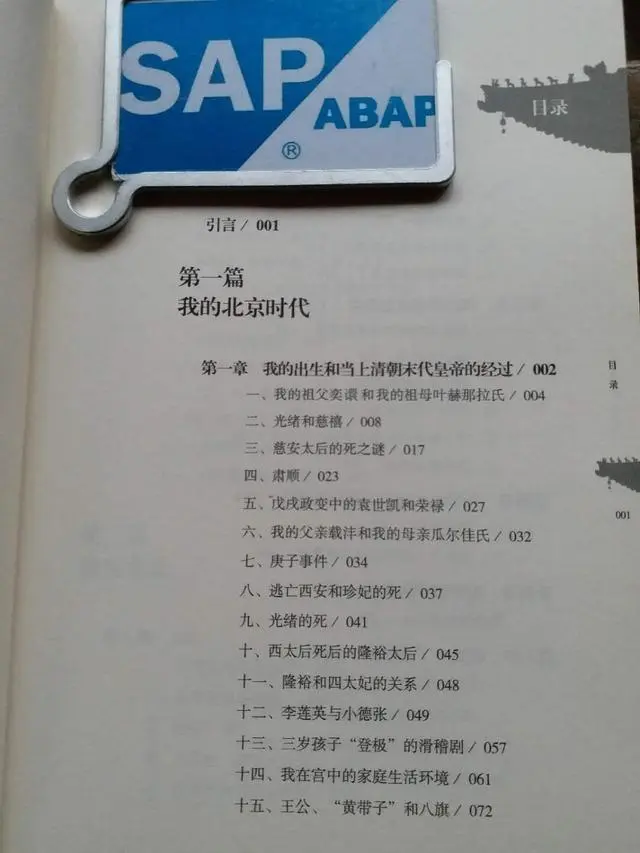 SAP
ABAP
®
目录
引言 / 001
第一篇
我的北京时代
第一章 我的出生和当上清朝末代皇帝的经过 / 002
一、我的祖父奕譞和我的祖母叶赫那拉氏 / 004
二、光绪和慈禧 / 008
三、慈安太后的死之谜 / 017
四、肃顺 / 023
五、戊戌政变中的袁世凯和荣禄 / 027
六、我的父亲载沣和我的母亲瓜尔佳氏 / 032
七、庚子事件 / 034
八、逃亡西安和珍妃的死 / 037
九、光绪的死 / 041
十、西太后死后的隆裕太后 / 045
十一、隆裕和四太妃的关系 / 048
十二、李莲英与小德张 / 049
十三、三岁孩子“登极”的滑稽剧 / 057
十四、我在宫中的家庭生活环境 / 061
十五、王公、“黄带子”和八旗 / 072
目录
001